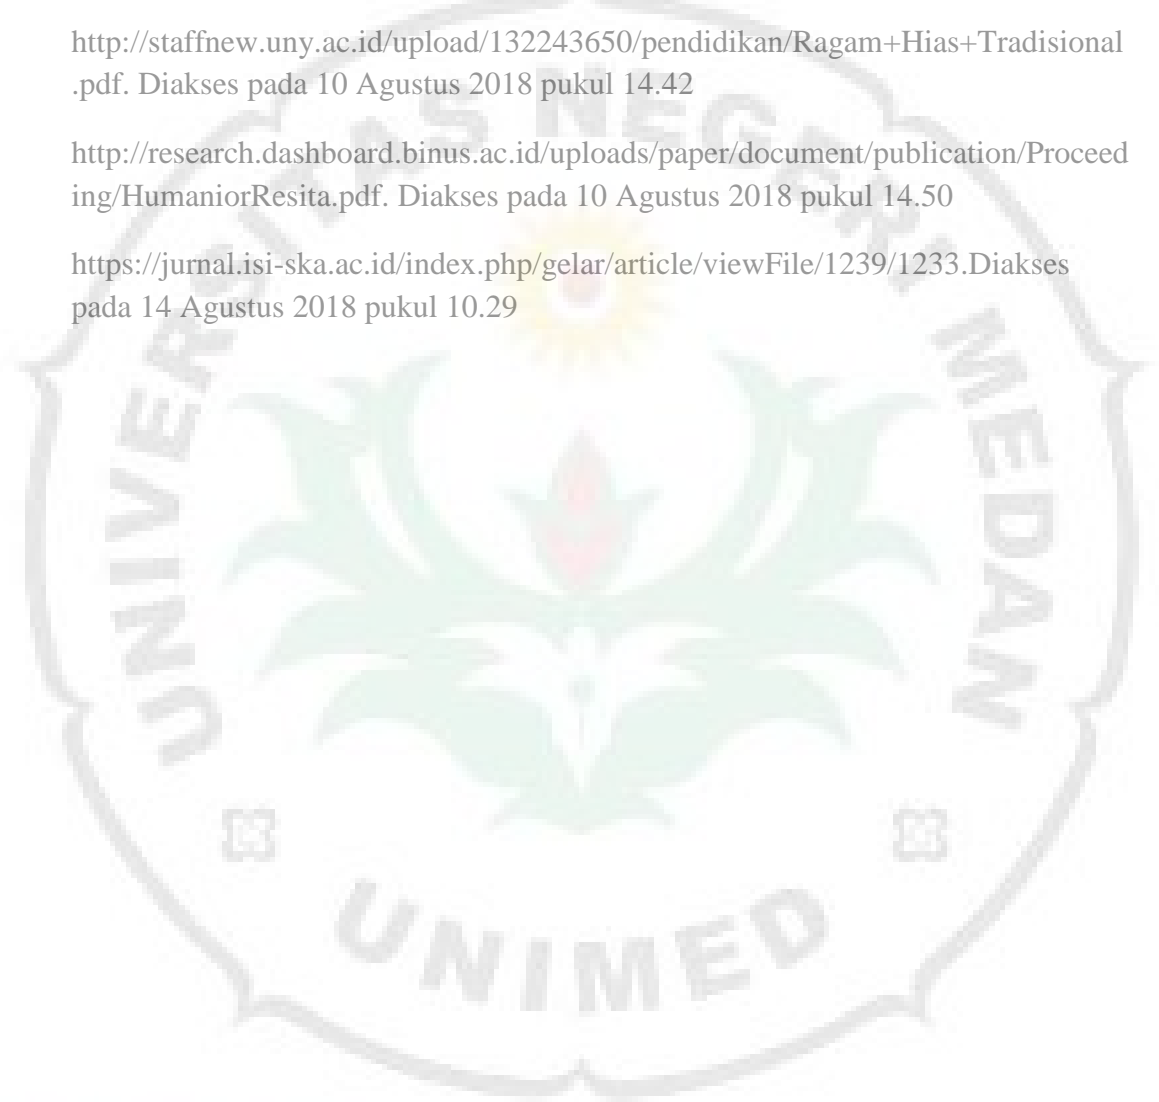 http://staffnew.uny.ac.id/upload/132243650/pendidikan/Ragam+Hias+Tradisional
.pdf. Diakses pada 10 Agustus 2018 pukul 14.42
http://research.dashboard.binus.ac.id/uploads/paper/document/publication/Proceed
ing/HumaniorResita.pdf. Diakses pada 10 Agustus 2018 pukul 14.50
https://jurnal.isi-ska.ac.id/index.php/gelar/article/viewFile/1239/1233.Diakses
pada 14 Agustus 2018 pukul 10.29
UNIVERSITAS NEGERI MEDAN
UNIMED